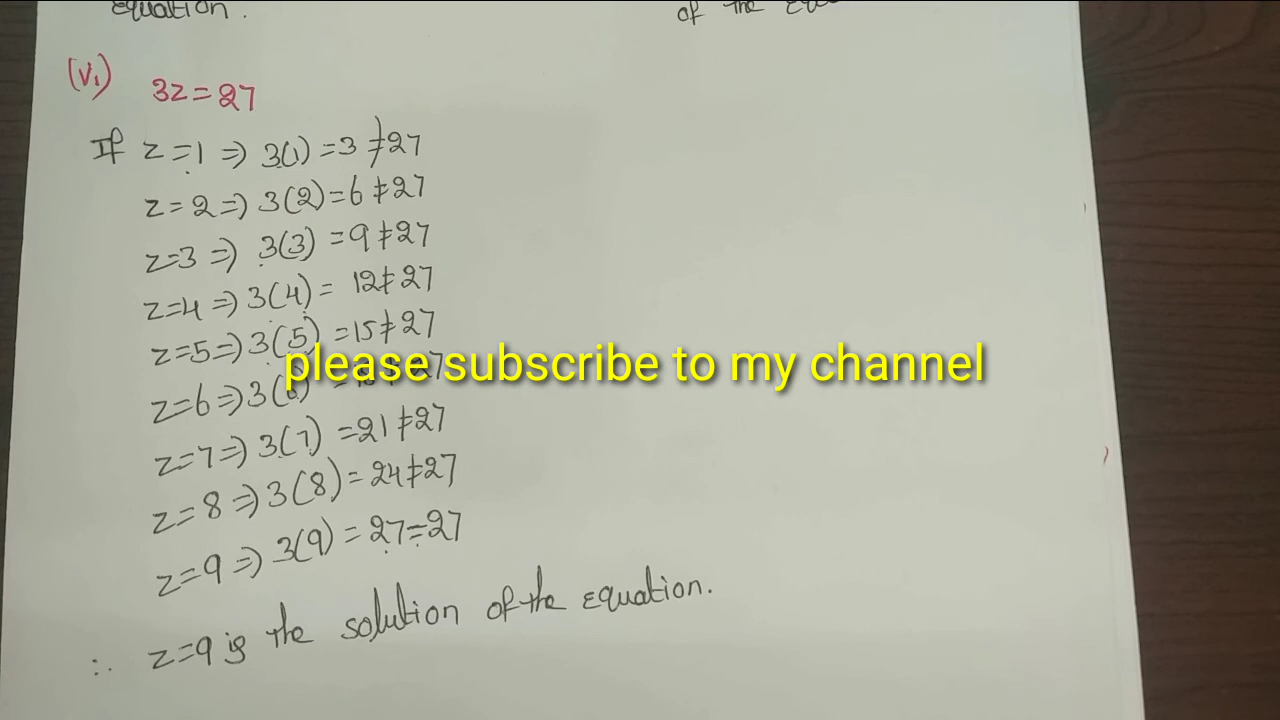 equation. of the
(vi) 3z = 27
If z = 1 => 3(1) = 3 ≠ 27
z = 2 => 3(2) = 6 ≠ 27
z = 3 => 3(3) = 9 ≠ 27
z = 4 => 3(4) = 12 ≠ 27
z = 5 => 3(5) = 15 ≠ 27
please subscribe to my channel
z = 6 => 3(6) = ≠ 27
z = 7 => 3(7) = 21 ≠ 27
z = 8 => 3(8) = 24 ≠ 27
z = 9 => 3(9) = 27 = 27
∴ z = 9 is the solution of the equation.